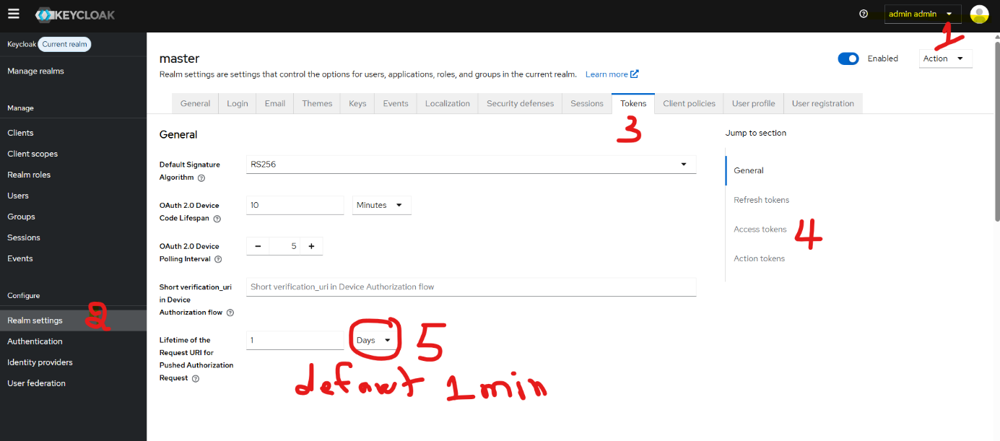 KEYCLOAK
admin admin
1
Keycloak Current realm
Manage realms
Manage
Clients
Client scopes
Realm roles
Users
Groups
Sessions
Events
Configure
Realm settings
2
Authentication
Identity providers
User federation
master
Enabled
Action
Realm settings are settings that control the options for users, applications, roles, and groups in the current realm. Learn more
General Login Email Themes Keys Events Localization Security defenses Sessions Tokens Client policies User profile User registration
3
General
Default Signature
Algorithm
RS256
OAuth 2.0 Device
Code Lifespan
10 Minutes
OAuth 2.0 Device
Polling Interval
5
Short verification_uri
in Device
Authorization flow
Short verification_uri in Device Authorization flow
Lifetime of the
Request URI for
Pushed Authorization
Request
1 Days
5
default 1 min
Jump to section
General
Refresh tokens
Access tokens
4
Action tokens